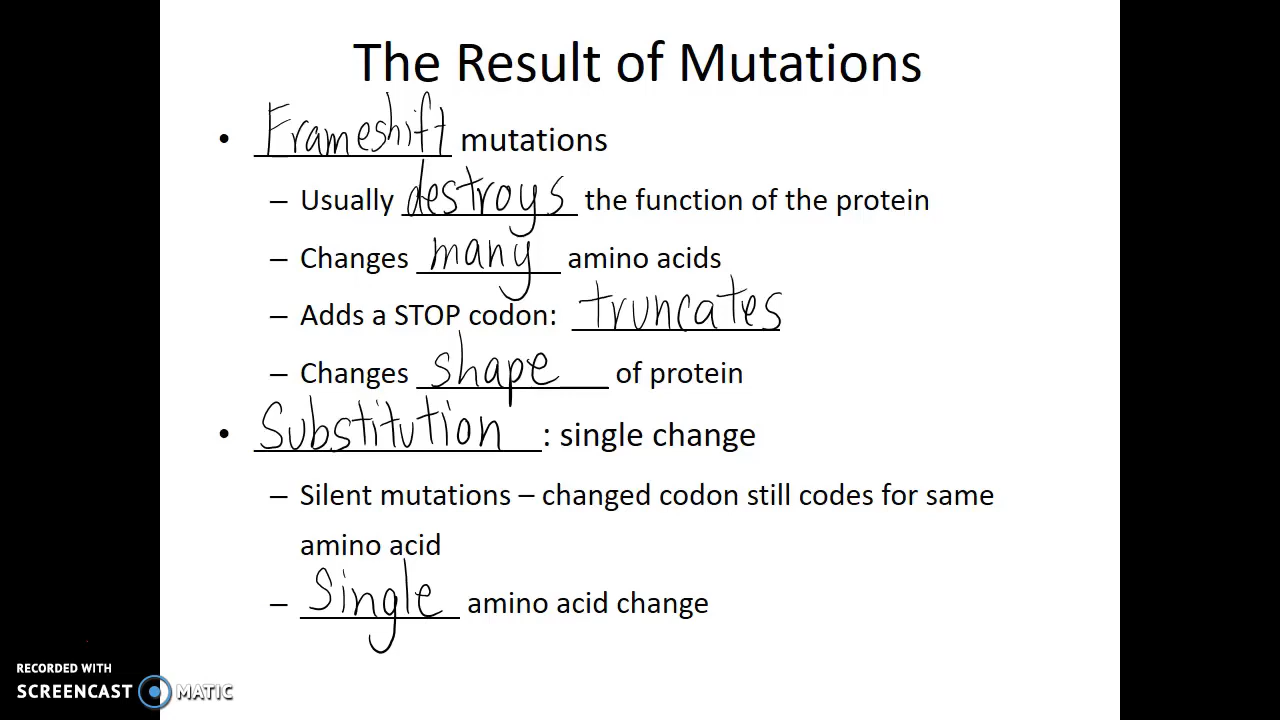 The Result of Mutations
• Frameshift mutations
– Usually destroys the function of the protein
– Changes many amino acids
– Adds a STOP codon: truncates
– Changes shape of protein
• Substitution : single change
– Silent mutations – changed codon still codes for same
amino acid
– Single amino acid change
RECORDED WITH
SCREENCAST MATIC